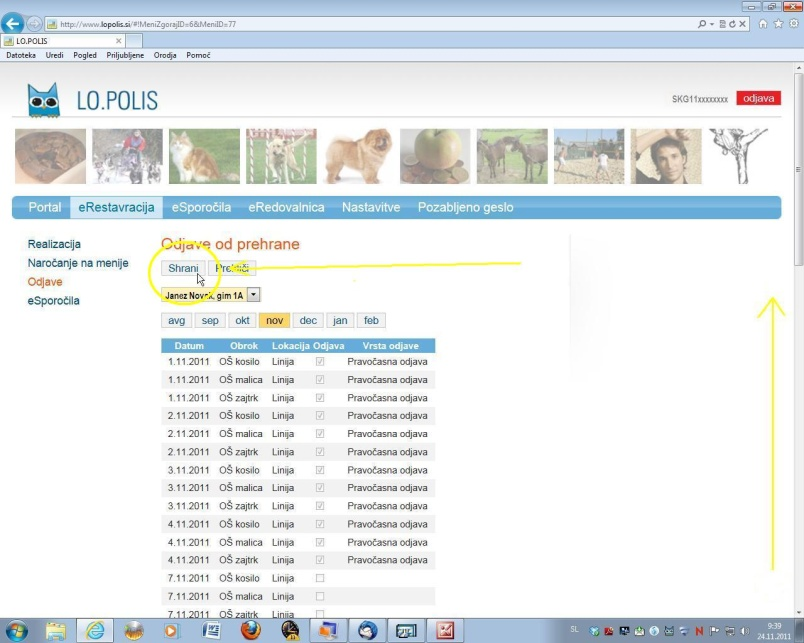 http://www.lopolis.si/#!MeniZgorajID=6&MeniID=77
LO.POLIS
Datoteka Uredi Pogled Priljubljene Orodja Pomoč
LO.POLIS
SKG11xxxxxxxx odjava
Portal eRestavracija eSporočila eRedovalnica Nastavitve Pozabljeno geslo
Realizacija
Naročanje na menije
Odjave
eSporočila
Odjave od prehrane
Shrani Prekliči
Janez Novak, gim 1A
avg sep okt nov dec jan feb
Datum Obrok Lokacija Odjava Vrsta odjave
1.11.2011 OŠ kosilo Linija Pravočasna odjava
1.11.2011 OŠ malica Linija Pravočasna odjava
1.11.2011 OŠ zajtrk Linija Pravočasna odjava
2.11.2011 OŠ kosilo Linija Pravočasna odjava
2.11.2011 OŠ malica Linija Pravočasna odjava
2.11.2011 OŠ zajtrk Linija Pravočasna odjava
3.11.2011 OŠ kosilo Linija Pravočasna odjava
3.11.2011 OŠ malica Linija Pravočasna odjava
3.11.2011 OŠ zajtrk Linija Pravočasna odjava
4.11.2011 OŠ kosilo Linija Pravočasna odjava
4.11.2011 OŠ malica Linija Pravočasna odjava
4.11.2011 OŠ zajtrk Linija Pravočasna odjava
7.11.2011 OŠ kosilo Linija
7.11.2011 OŠ malica Linija
7.11.2011 OŠ zajtrk Linija
SL
9:39
24.11.2011